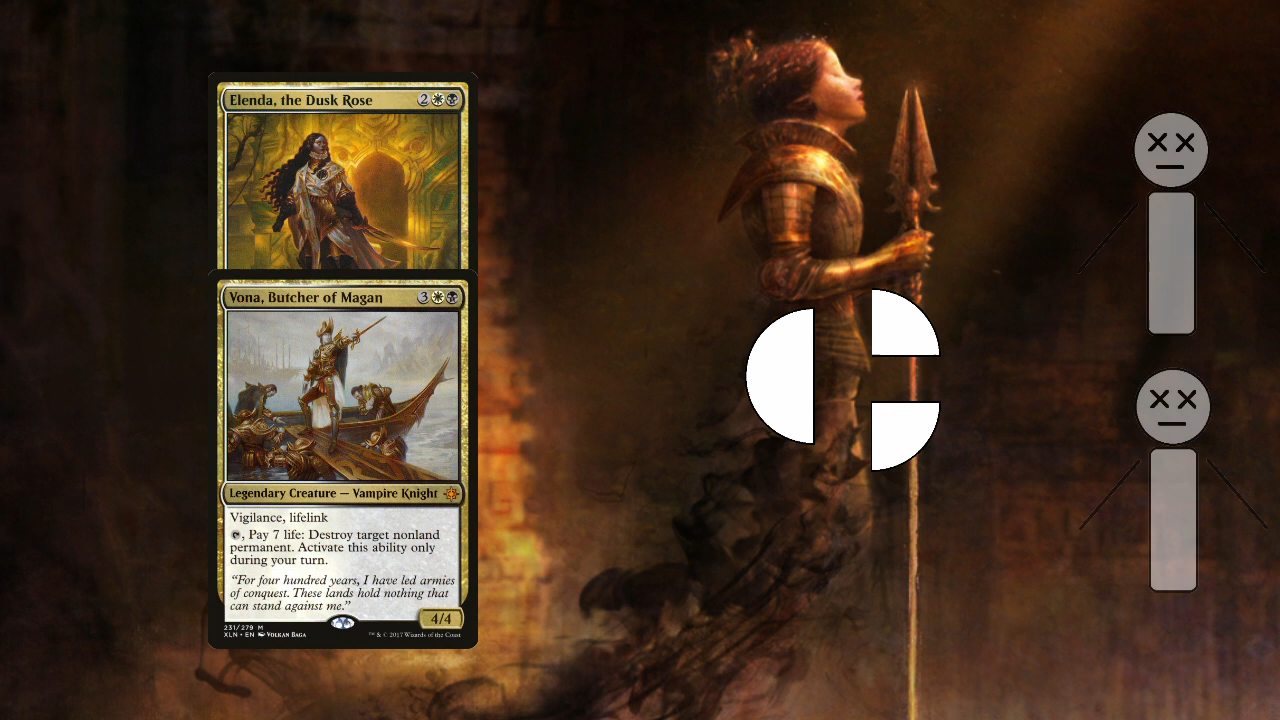 Elenda, the Dusk Rose 2
Vona, Butcher of Magan 3
Legendary Creature — Vampire Knight
Vigilance, lifelink
, Pay 7 life: Destroy target nonland
permanent. Activate this ability only
during your turn.
“For four hundred years, I have led armies
of conquest. These lands hold nothing that
can stand against me.”
4/4
231/279 M
XLN • EN Volkan Baga
™ & © 2017 Wizards of the Coast